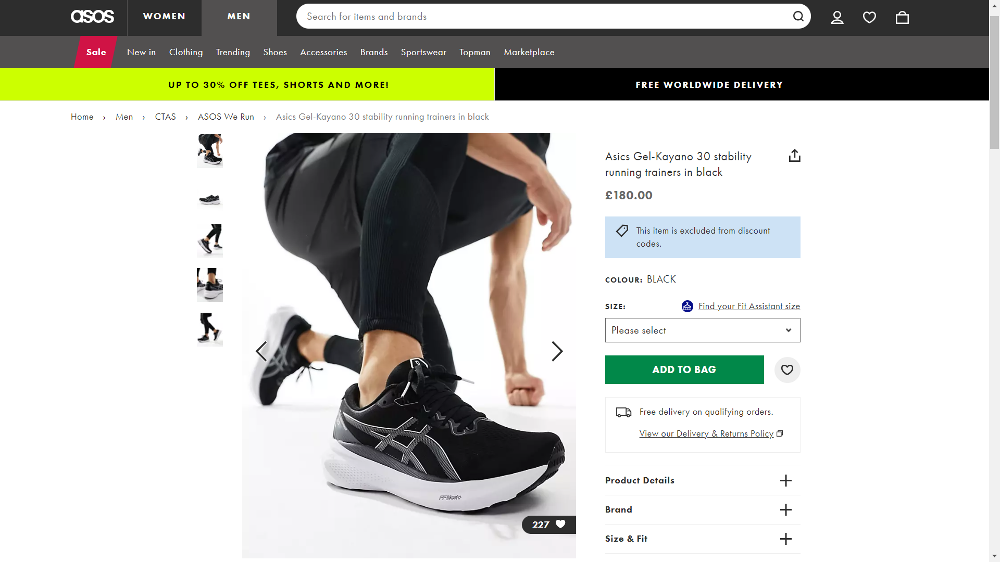 asos
WOMEN
MEN
Search for items and brands
Sale
New in
Clothing
Trending
Shoes
Accessories
Brands
Sportswear
Topman
Marketplace
UP TO 30% OFF TEES, SHORTS AND MORE!
FREE WORLDWIDE DELIVERY
Home › Men › CTAS › ASOS We Run › Asics Gel-Kayano 30 stability running trainers in black
Asics Gel-Kayano 30 stability
running trainers in black
£180.00
This item is excluded from discount
codes.
COLOUR: BLACK
SIZE:
Find your Fit Assistant size
Please select
ADD TO BAG
Free delivery on qualifying orders.
View our Delivery & Returns Policy
Product Details
Brand
Size & Fit
FF Blast+
227